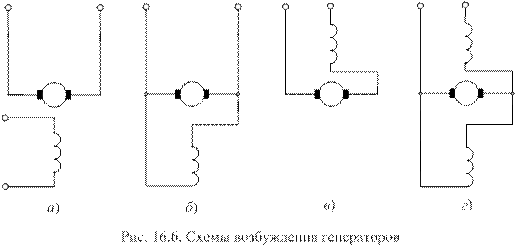 а) б) в) г)
Рис. 16.6. Схемы возбуждения генераторов